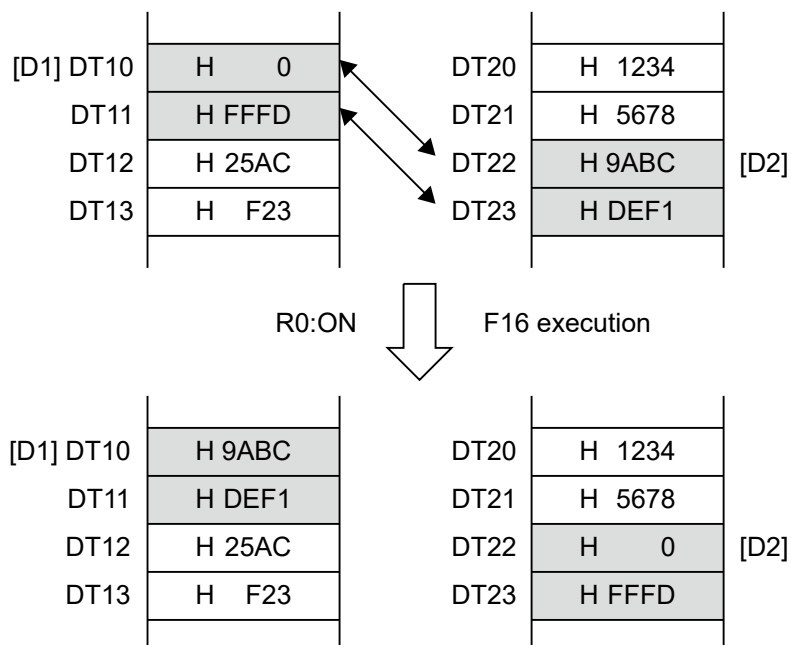 [D1] DT10 H 0 DT20 H 1234
DT11 H FFFD DT21 H 5678
DT12 H 25AC DT22 H 9ABC [D2]
DT13 H F23 DT23 H DEF1
R0:ON F16 execution
[D1] DT10 H 9ABC DT20 H 1234
DT11 H DEF1 DT21 H 5678
DT12 H 25AC DT22 H 0 [D2]
DT13 H F23 DT23 H FFFD